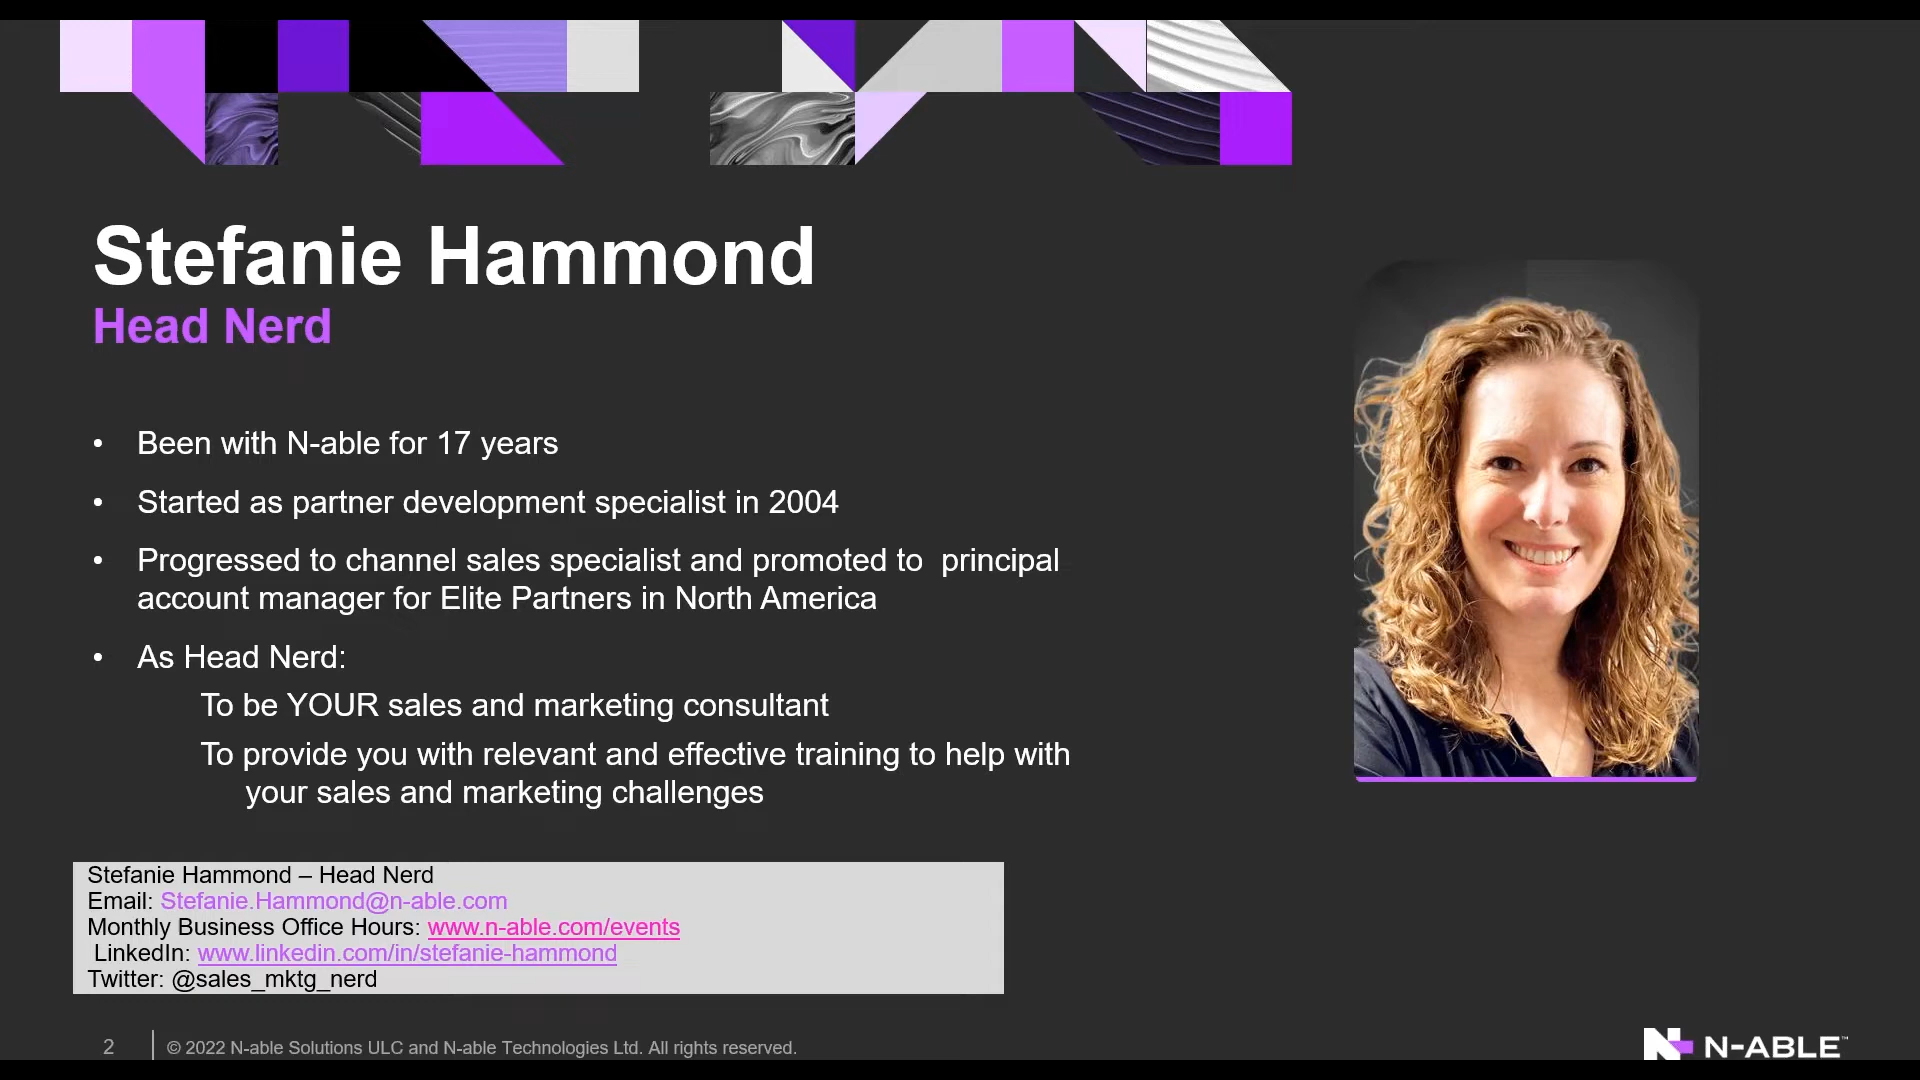 Stefanie Hammond
Head Nerd
• Been with N-able for 17 years
• Started as partner development specialist in 2004
• Progressed to channel sales specialist and promoted to  principal
account manager for Elite Partners in North America
• As Head Nerd:
To be YOUR sales and marketing consultant
To provide you with relevant and effective training to help with
your sales and marketing challenges
Stefanie Hammond – Head Nerd
Email: Stefanie.Hammond@n-able.com
Monthly Business Office Hours: www.n-able.com/events
LinkedIn: www.linkedin.com/in/stefanie-hammond
Twitter: @sales_mktg_nerd
2 © 2022 N-able Solutions ULC and N-able Technologies Ltd. All rights reserved.
N-ABLE™